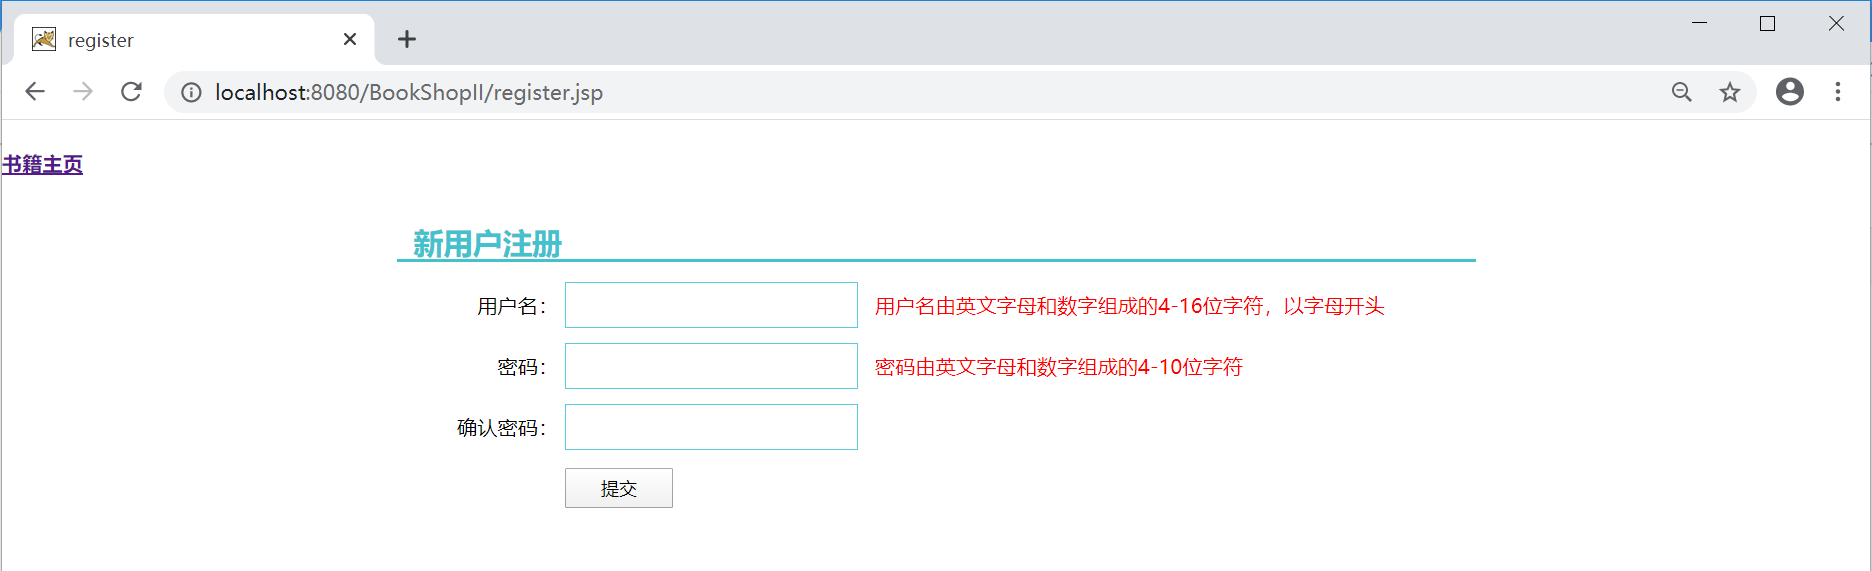 register
localhost:8080/BookShopII/register.jsp
书籍主页
新用户注册
用户名： 用户名由英文字母和数字组成的4-16位字符，以字母开头
密码： 密码由英文字母和数字组成的4-10位字符
确认密码：
提交